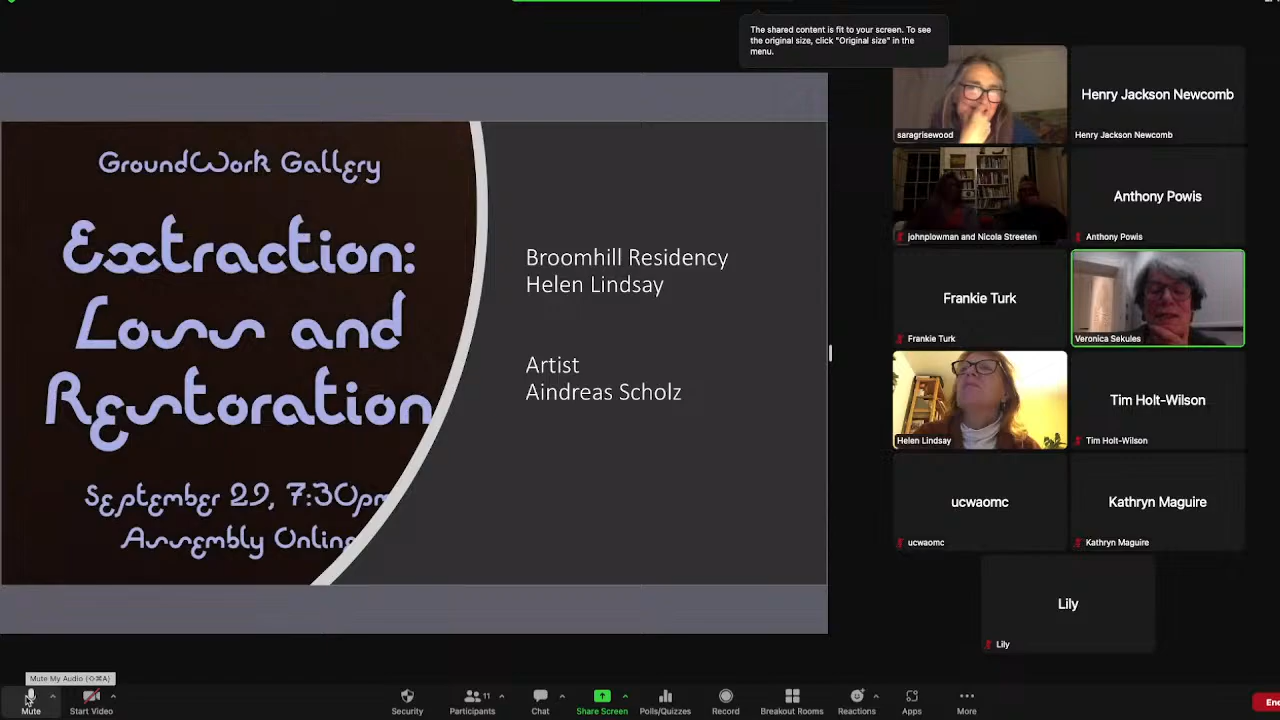 The shared content is fit to your screen. To see
the original size, click "Original size" in the
menu.
GroundWork Gallery
Extraction:
Loss and
Restoration
September 29, 7:30pm
Assembly Online
Broomhill Residency
Helen Lindsay
Artist
Aindreas Scholz
saragrisewood
Henry Jackson Newcomb
Henry Jackson Newcomb
johnplowman and Nicola Streeten
Anthony Powis
Anthony Powis
Frankie Turk
Frankie Turk
Veronica Sekules
Helen Lindsay
Tim Holt-Wilson
Tim Holt-Wilson
ucwaomc
ucwaomc
Kathryn Maguire
Kathryn Maguire
Lily
Lily
Mute My Audio (⇧⌘A)
Mute
Start Video
Security
Participants
11
Chat
Share Screen
Polls/Quizzes
Record
Breakout Rooms
Reactions
Apps
More